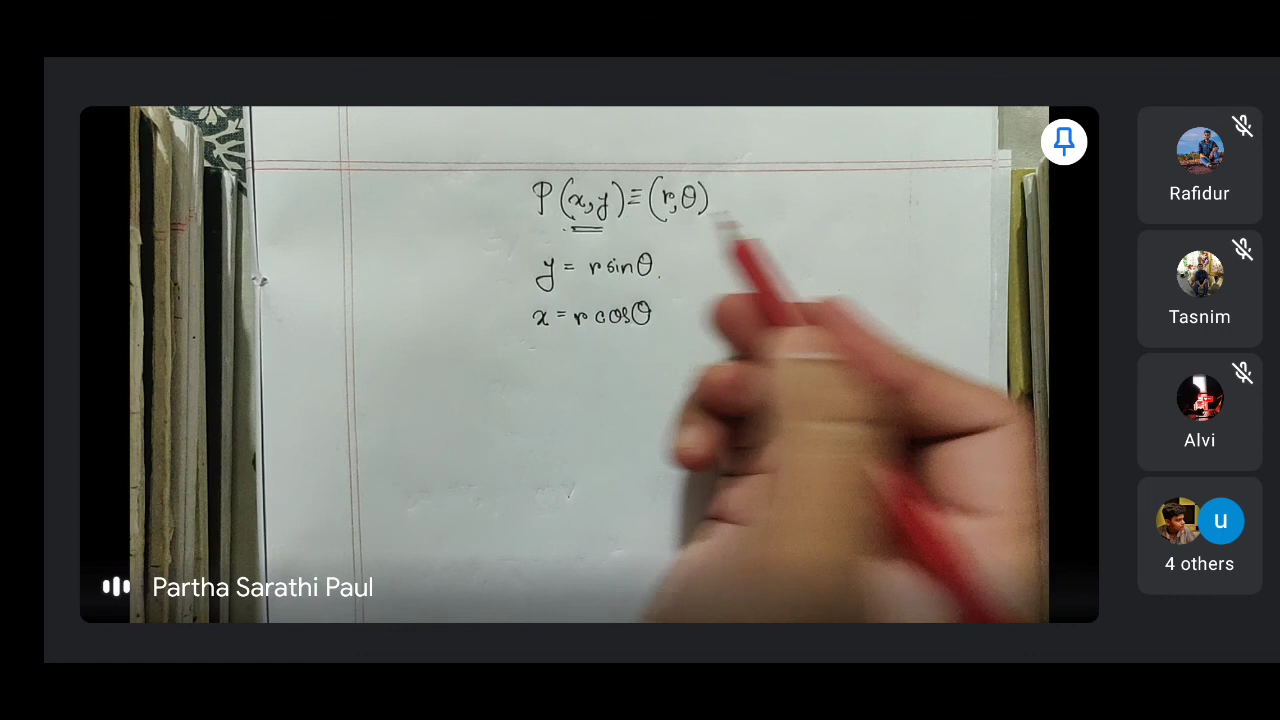 P (x, y) ≡ (r, θ)
y = r sinθ.
x = r cosθ
Partha Sarathi Paul
Rafidur
Tasnim
Alvi
u
4 others